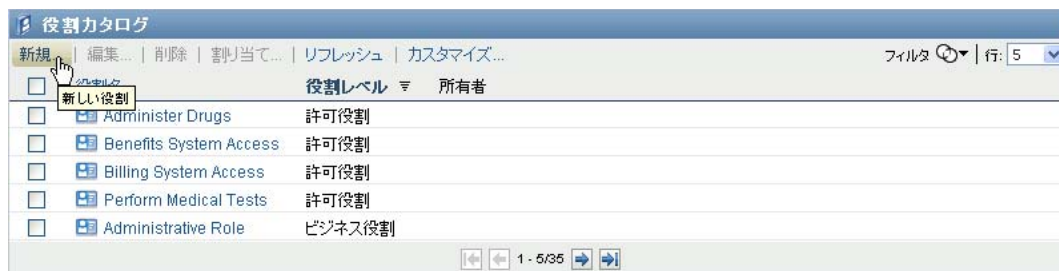 役割カタログ
新規... | 編集... | 削除 | 割り当て... | リフレッシュ | カスタマイズ... フィルタ | 行: 5
役割レベル 所有者
新しい役割
Administer Drugs 許可役割
Benefits System Access 許可役割
Billing System Access 許可役割
Perform Medical Tests 許可役割
Administrative Role ビジネス役割
1 - 5/35